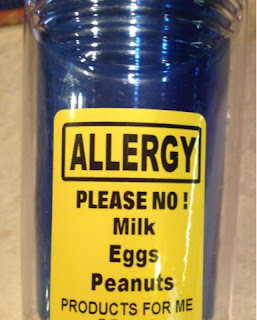 ALLERGY
PLEASE NO !
Milk
Eggs
Peanuts
PRODUCTS FOR ME